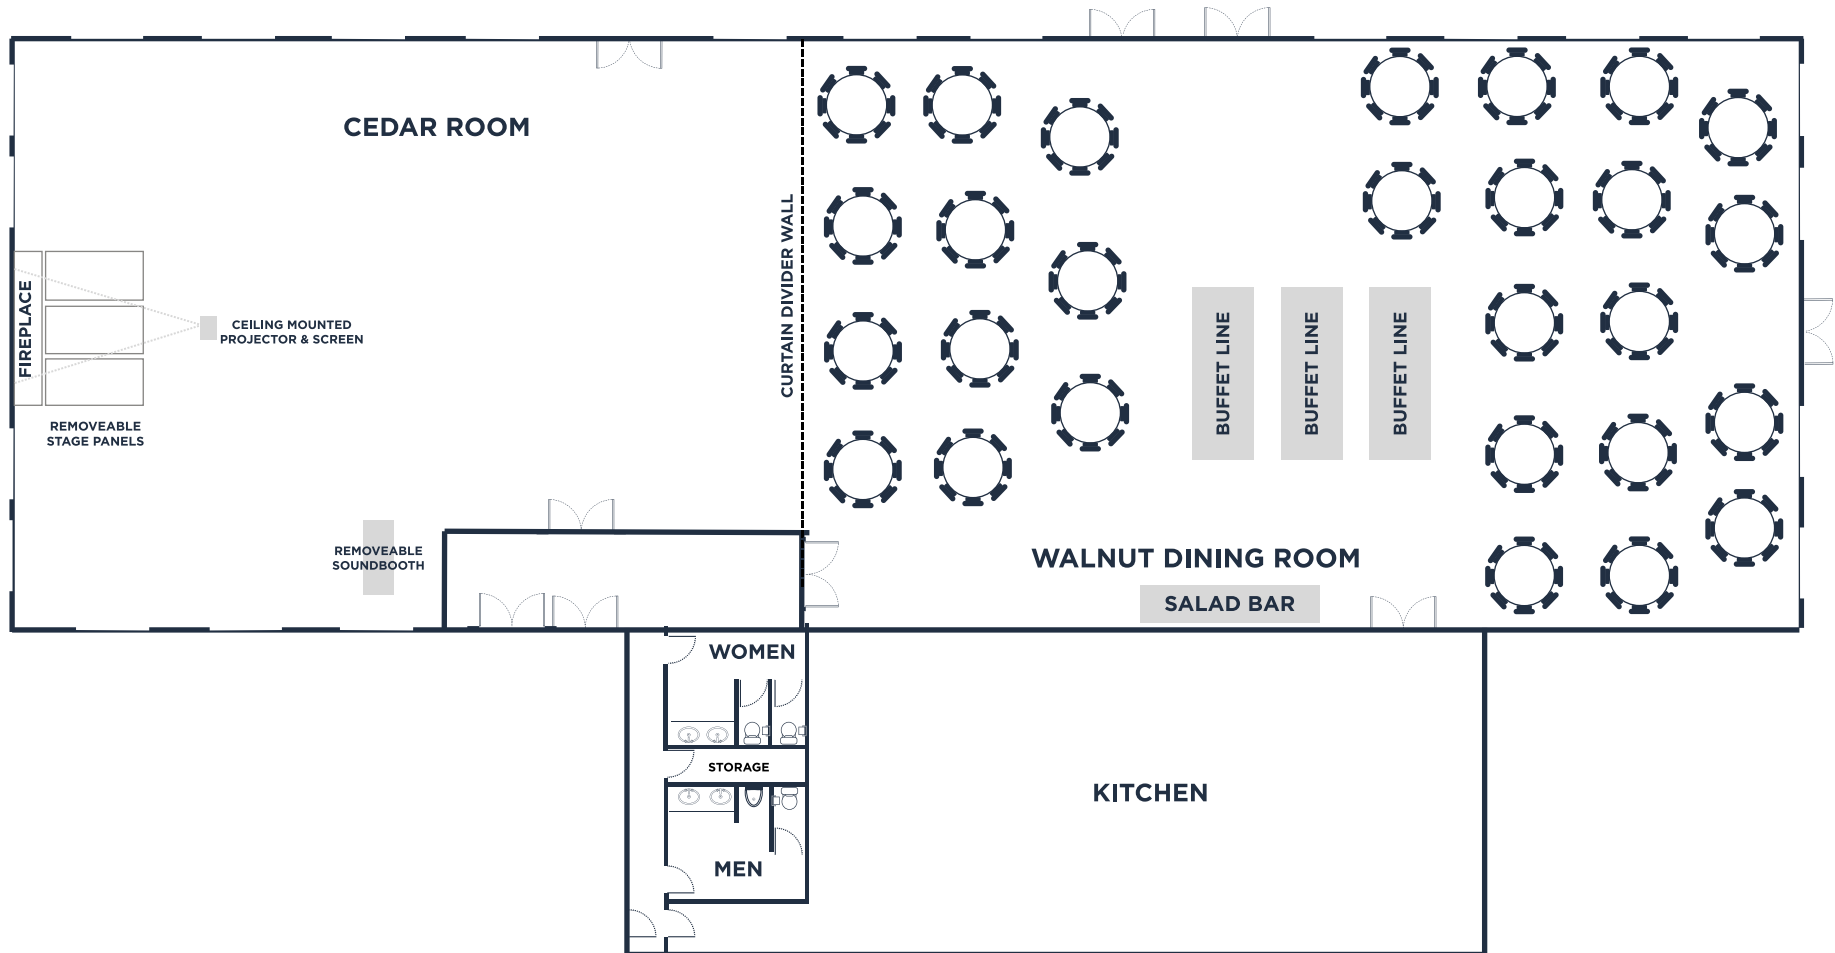 CEDAR ROOM
CURTAIN DIVIDER WALL
FIREPLACE
CEILING MOUNTED
PROJECTOR & SCREEN
REMOVEABLE
STAGE PANELS
REMOVEABLE
SOUNDBOOTH
BUFFET LINE
BUFFET LINE
BUFFET LINE
WALNUT DINING ROOM
SALAD BAR
WOMEN
STORAGE
MEN
KITCHEN